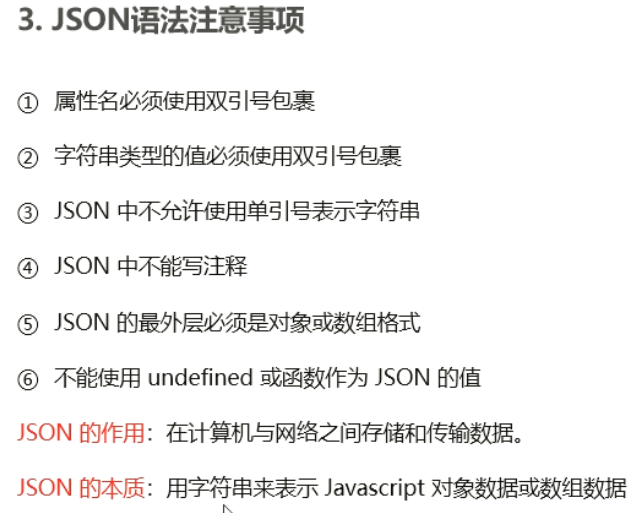 3. JSON语法注意事项
① 属性名必须使用双引号包裹
② 字符串类型的值必须使用双引号包裹
③ JSON 中不允许使用单引号表示字符串
④ JSON 中不能写注释
⑤ JSON 的最外层必须是对象或数组格式
⑥ 不能使用 undefined 或函数作为 JSON 的值
JSON 的作用：在计算机与网络之间存储和传输数据。
JSON 的本质：用字符串来表示 Javascript 对象数据或数组数据